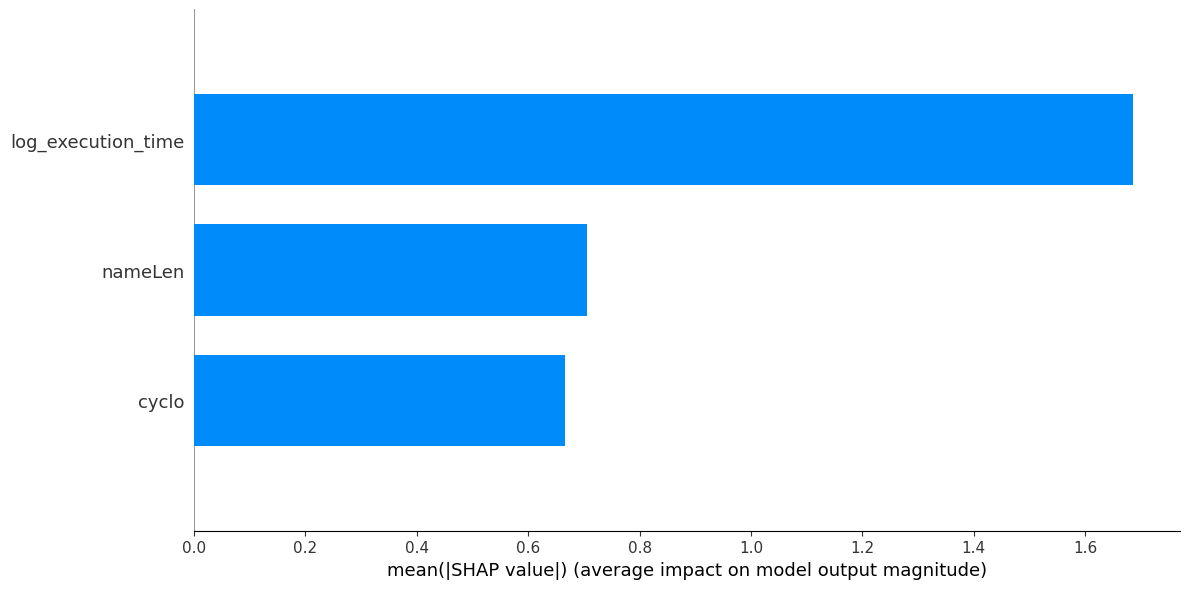 log_execution_time
nameLen
cyclo
0.0 0.2 0.4 0.6 0.8 1.0 1.2 1.4 1.6
mean(|SHAP value|) (average impact on model output magnitude)